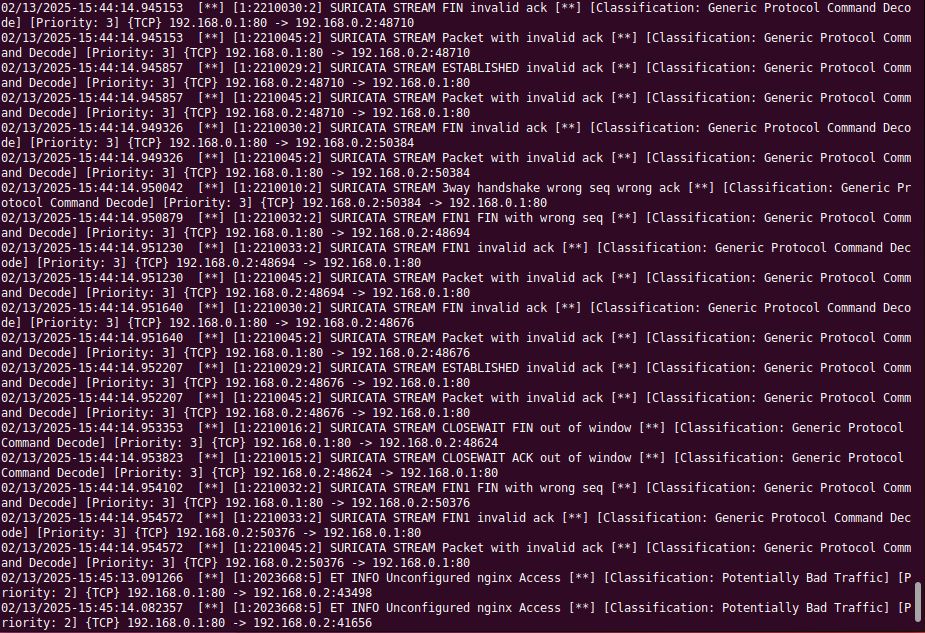 02/13/2025-15:44:14.945153  [**] [1:2210030:2] SURICATA STREAM FIN invalid ack [**] [Classification: Generic Protocol Command Deco
de] [Priority: 3] {TCP} 192.168.0.1:80 -> 192.168.0.2:48710
02/13/2025-15:44:14.945153  [**] [1:2210045:2] SURICATA STREAM Packet with invalid ack [**] [Classification: Generic Protocol Comm
and Decode] [Priority: 3] {TCP} 192.168.0.1:80 -> 192.168.0.2:48710
02/13/2025-15:44:14.945857  [**] [1:2210029:2] SURICATA STREAM ESTABLISHED invalid ack [**] [Classification: Generic Protocol Comm
and Decode] [Priority: 3] {TCP} 192.168.0.2:48710 -> 192.168.0.1:80
02/13/2025-15:44:14.945857  [**] [1:2210045:2] SURICATA STREAM Packet with invalid ack [**] [Classification: Generic Protocol Comm
and Decode] [Priority: 3] {TCP} 192.168.0.2:48710 -> 192.168.0.1:80
02/13/2025-15:44:14.949326  [**] [1:2210030:2] SURICATA STREAM FIN invalid ack [**] [Classification: Generic Protocol Command Deco
de] [Priority: 3] {TCP} 192.168.0.1:80 -> 192.168.0.2:50384
02/13/2025-15:44:14.949326  [**] [1:2210045:2] SURICATA STREAM Packet with invalid ack [**] [Classification: Generic Protocol Comm
and Decode] [Priority: 3] {TCP} 192.168.0.1:80 -> 192.168.0.2:50384
02/13/2025-15:44:14.950042  [**] [1:2210010:2] SURICATA STREAM 3way handshake wrong seq wrong ack [**] [Classification: Generic Pr
otocol Command Decode] [Priority: 3] {TCP} 192.168.0.2:50384 -> 192.168.0.1:80
02/13/2025-15:44:14.950879  [**] [1:2210032:2] SURICATA STREAM FIN1 FIN with wrong seq [**] [Classification: Generic Protocol Comm
and Decode] [Priority: 3] {TCP} 192.168.0.1:80 -> 192.168.0.2:48694
02/13/2025-15:44:14.951230  [**] [1:2210033:2] SURICATA STREAM FIN1 invalid ack [**] [Classification: Generic Protocol Command Dec
ode] [Priority: 3] {TCP} 192.168.0.2:48694 -> 192.168.0.1:80
02/13/2025-15:44:14.951230  [**] [1:2210045:2] SURICATA STREAM Packet with invalid ack [**] [Classification: Generic Protocol Comm
and Decode] [Priority: 3] {TCP} 192.168.0.2:48694 -> 192.168.0.1:80
02/13/2025-15:44:14.951640  [**] [1:2210030:2] SURICATA STREAM FIN invalid ack [**] [Classification: Generic Protocol Command Deco
de] [Priority: 3] {TCP} 192.168.0.1:80 -> 192.168.0.2:48676
02/13/2025-15:44:14.951640  [**] [1:2210045:2] SURICATA STREAM Packet with invalid ack [**] [Classification: Generic Protocol Comm
and Decode] [Priority: 3] {TCP} 192.168.0.1:80 -> 192.168.0.2:48676
02/13/2025-15:44:14.952207  [**] [1:2210029:2] SURICATA STREAM ESTABLISHED invalid ack [**] [Classification: Generic Protocol Comm
and Decode] [Priority: 3] {TCP} 192.168.0.2:48676 -> 192.168.0.1:80
02/13/2025-15:44:14.952207  [**] [1:2210045:2] SURICATA STREAM Packet with invalid ack [**] [Classification: Generic Protocol Comm
and Decode] [Priority: 3] {TCP} 192.168.0.2:48676 -> 192.168.0.1:80
02/13/2025-15:44:14.953353  [**] [1:2210016:2] SURICATA STREAM CLOSEWAIT FIN out of window [**] [Classification: Generic Protocol
Command Decode] [Priority: 3] {TCP} 192.168.0.1:80 -> 192.168.0.2:48624
02/13/2025-15:44:14.953823  [**] [1:2210015:2] SURICATA STREAM CLOSEWAIT ACK out of window [**] [Classification: Generic Protocol
Command Decode] [Priority: 3] {TCP} 192.168.0.2:48624 -> 192.168.0.1:80
02/13/2025-15:44:14.954102  [**] [1:2210032:2] SURICATA STREAM FIN1 FIN with wrong seq [**] [Classification: Generic Protocol Comm
and Decode] [Priority: 3] {TCP} 192.168.0.1:80 -> 192.168.0.2:50376
02/13/2025-15:44:14.954572  [**] [1:2210033:2] SURICATA STREAM FIN1 invalid ack [**] [Classification: Generic Protocol Command Dec
ode] [Priority: 3] {TCP} 192.168.0.2:50376 -> 192.168.0.1:80
02/13/2025-15:44:14.954572  [**] [1:2210045:2] SURICATA STREAM Packet with invalid ack [**] [Classification: Generic Protocol Comm
and Decode] [Priority: 3] {TCP} 192.168.0.2:50376 -> 192.168.0.1:80
02/13/2025-15:45:13.091266  [**] [1:2023668:5] ET INFO Unconfigured nginx Access [**] [Classification: Potentially Bad Traffic] [P
riority: 2] {TCP} 192.168.0.1:80 -> 192.168.0.2:43498
02/13/2025-15:45:14.082357  [**] [1:2023668:5] ET INFO Unconfigured nginx Access [**] [Classification: Potentially Bad Traffic] [P
riority: 2] {TCP} 192.168.0.1:80 -> 192.168.0.2:41656